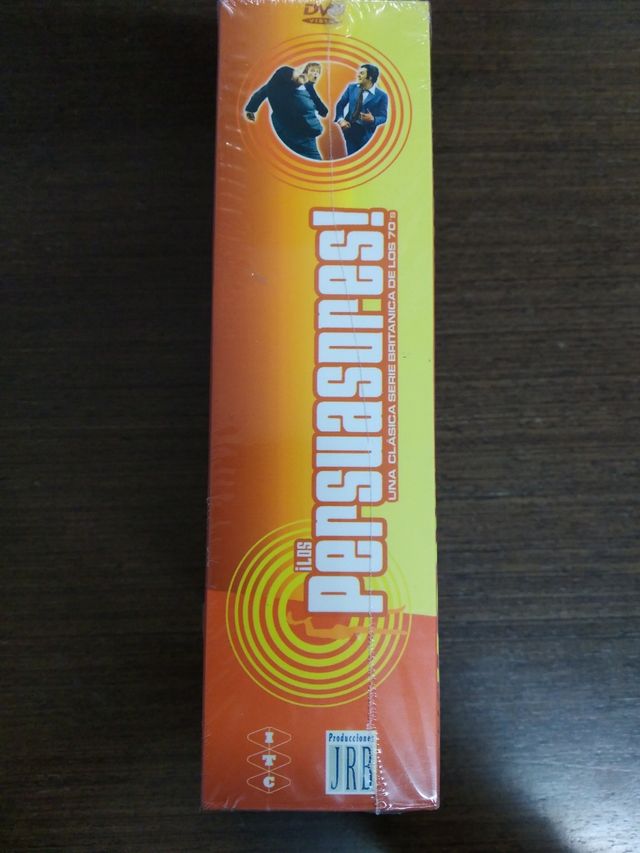 DVD
VIDEO
¡Los
persuasores!
UNA CLÁSICA SERIE BRITÁNICA DE LOS 70's
ITC
Producciones
JRB